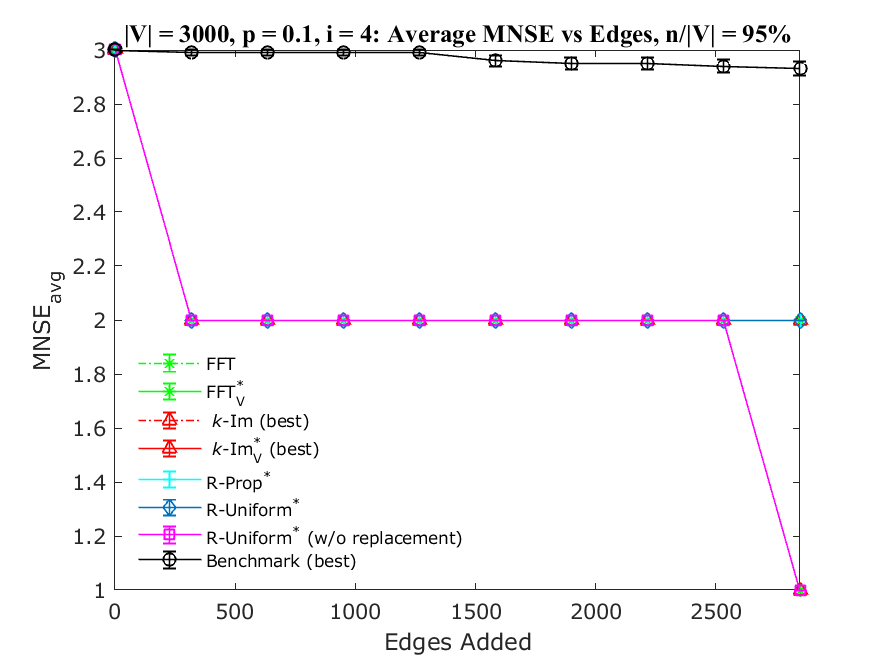 |V| = 3000, p = 0.1, i = 4: Average MNSE vs Edges, n/|V| = 95%
3
2.8
2.6
2.4
2.2
2
1.8
1.6
1.4
1.2
1
MNSE_avg
FFT
FFT*_V
k-Im (best)
k-Im*_V (best)
R-Prop*
R-Uniform*
R-Uniform* (w/o replacement)
Benchmark (best)
0 500 1000 1500 2000 2500
Edges Added